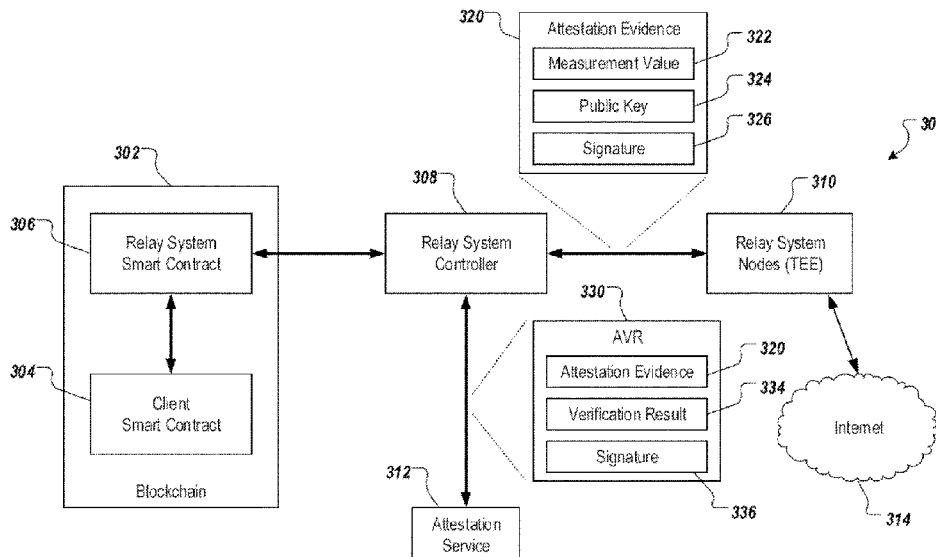 320
Attestation Evidence
322
Measurement Value
324
Public Key
326
Signature
30
302
308
310
306
Relay System
Smart Contract
Relay System
Controller
Relay System
Nodes (TEE)
330
AVR
320
Attestation Evidence
334
Verification Result
Signature
336
304
Client
Smart Contract
Blockchain
312
Attestation
Service
Internet
314